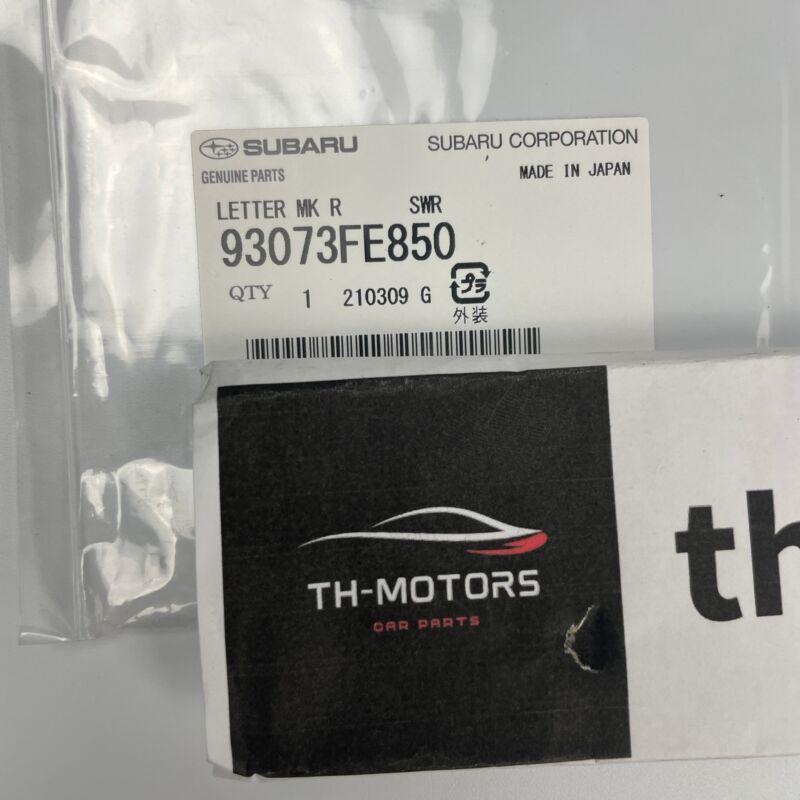 SUBARU SUBARU CORPORATION
GENUINE PARTS MADE IN JAPAN
LETTER MK R SWR
93073FE850
QTY 1 210309 G プラ
外装
TH-MOTORS
CAR PARTS
th